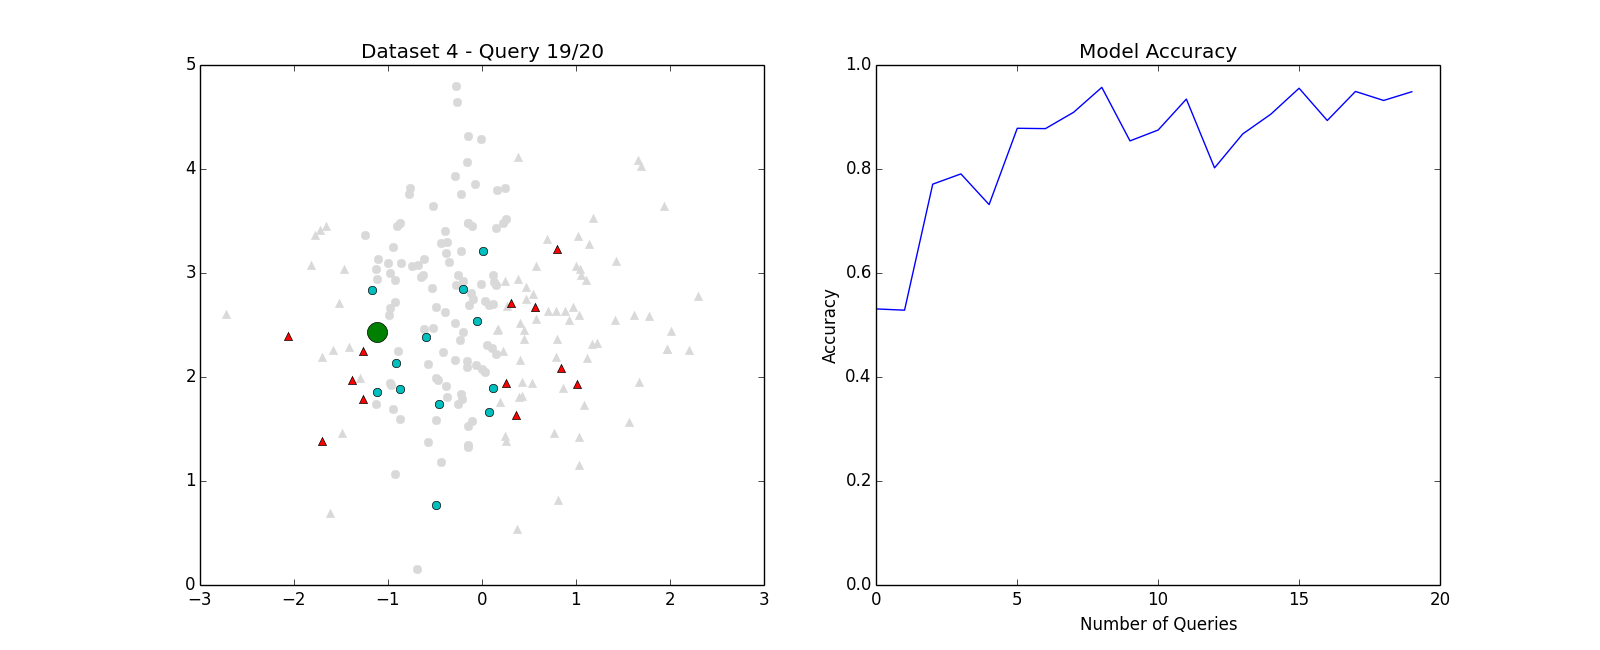 Dataset 4 - Query 19/20
5
4
3
2
1
0
−3 −2 −1 0 1 2 3
Model Accuracy
1.0
0.8
0.6
0.4
0.2
0.0
Accuracy
0 5 10 15 20
Number of Queries